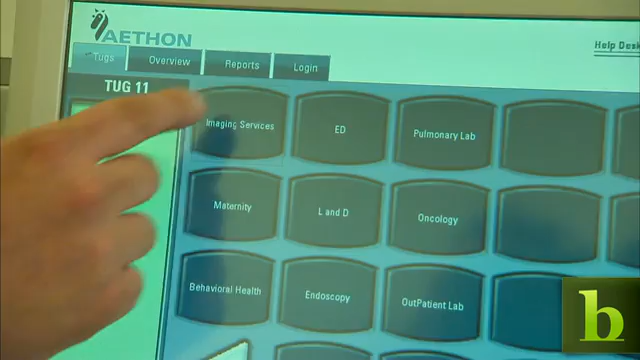 AETHON
Help Desk
Tugs
Overview
Reports
Login
TUG 11
Imaging Services
ED
Pulmonary Lab
Maternity
L and D
Oncology
Behavioral Health
Endoscopy
OutPatient Lab
b